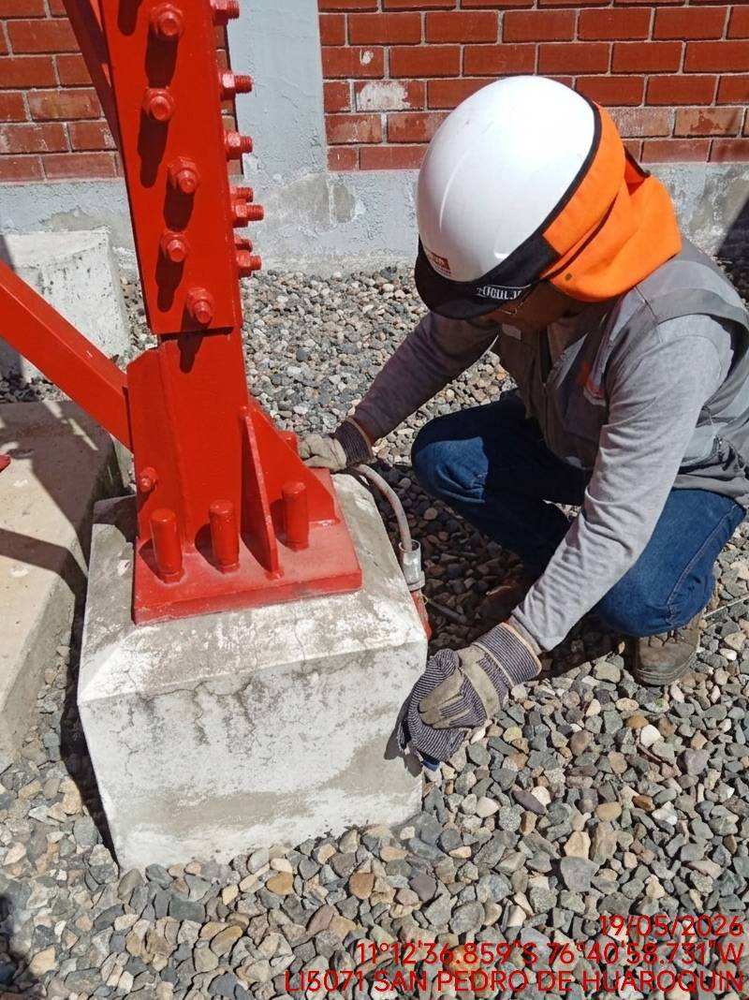 19/05/2026
11°12'36.859"S 76°40'58.731"W
LI5071 SAN PEDRO DE HUAROQUIN